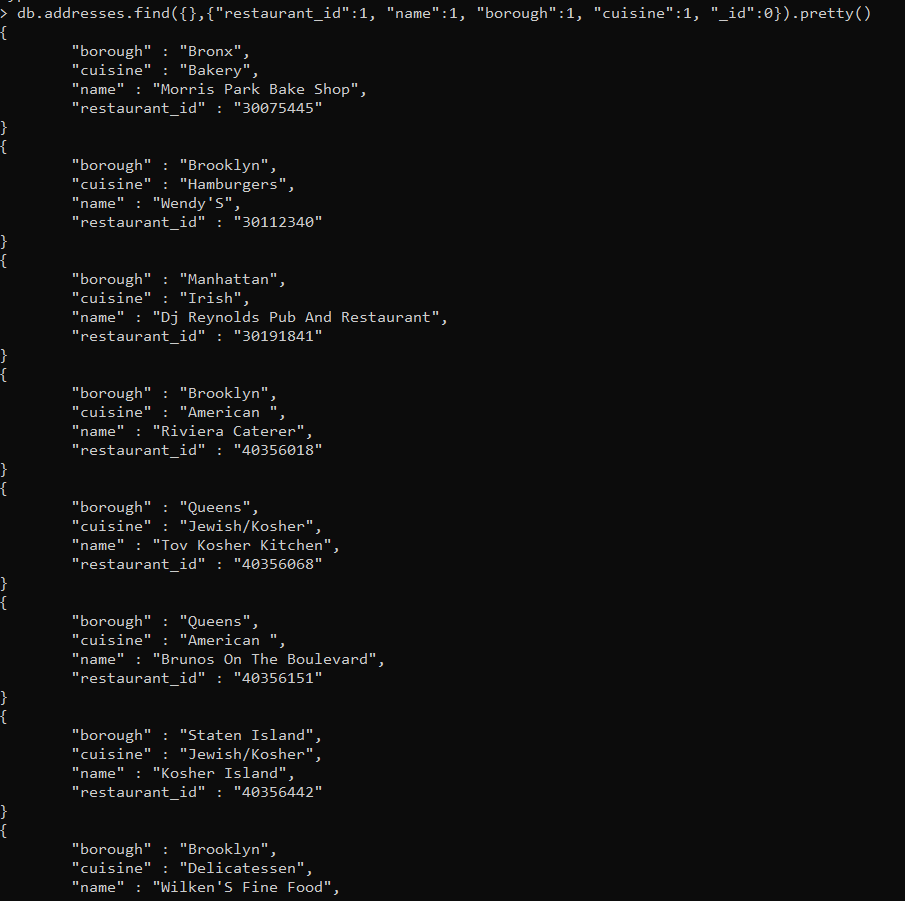 > db.addresses.find({},{"restaurant_id":1, "name":1, "borough":1, "cuisine":1, "_id":0}).pretty()
{
        "borough" : "Bronx",
        "cuisine" : "Bakery",
        "name" : "Morris Park Bake Shop",
        "restaurant_id" : "30075445"
}
{
        "borough" : "Brooklyn",
        "cuisine" : "Hamburgers",
        "name" : "Wendy'S",
        "restaurant_id" : "30112340"
}
{
        "borough" : "Manhattan",
        "cuisine" : "Irish",
        "name" : "Dj Reynolds Pub And Restaurant",
        "restaurant_id" : "30191841"
}
{
        "borough" : "Brooklyn",
        "cuisine" : "American ",
        "name" : "Riviera Caterer",
        "restaurant_id" : "40356018"
}
{
        "borough" : "Queens",
        "cuisine" : "Jewish/Kosher",
        "name" : "Tov Kosher Kitchen",
        "restaurant_id" : "40356068"
}
{
        "borough" : "Queens",
        "cuisine" : "American ",
        "name" : "Brunos On The Boulevard",
        "restaurant_id" : "40356151"
}
{
        "borough" : "Staten Island",
        "cuisine" : "Jewish/Kosher",
        "name" : "Kosher Island",
        "restaurant_id" : "40356442"
}
{
        "borough" : "Brooklyn",
        "cuisine" : "Delicatessen",
        "name" : "Wilken'S Fine Food",